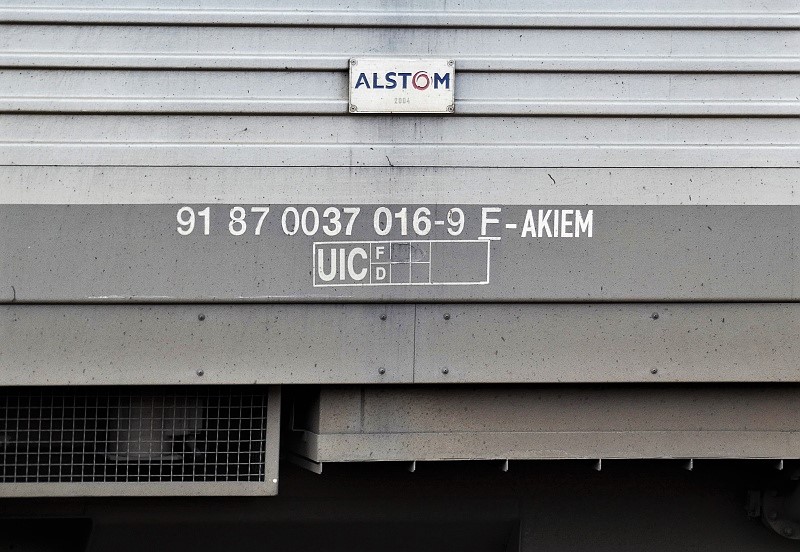 ALSTOM
2004
91 87 0037 016-9 F-AKIEM
UIC F
D